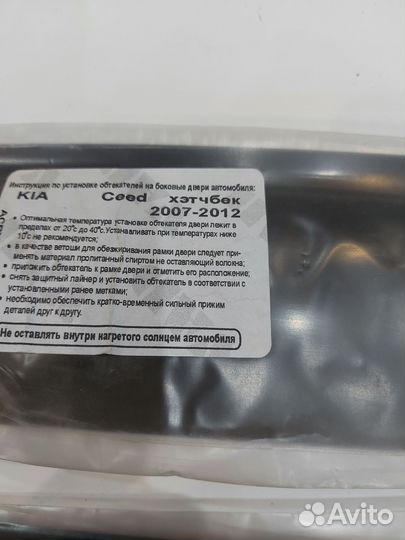 Инструкция по установке обтекателей на боковые двери автомобиля:
KIA Ceed хэтчбек
2007-2012
• Оптимальная температура установке обтекателя двери лежит в
пределах от 20°с до 40°с. Устанавливать при температурах ниже
10°с не рекомендуется;
• в качестве ветоши для обезжиривания рамки двери следует при-
менять материал пропитанный спиртом не оставляющий волокна;
• приложить обтекатель к рамке двери и отметить его расположение;
• снять защитный лайнер и установить обтекатель в соответствии с
установленными ранее метками;
• необходимо обеспечить кратко-временный сильный прижим
деталей друг к другу.
Не оставлять внутри нагретого солнцем автомобиля
Avito